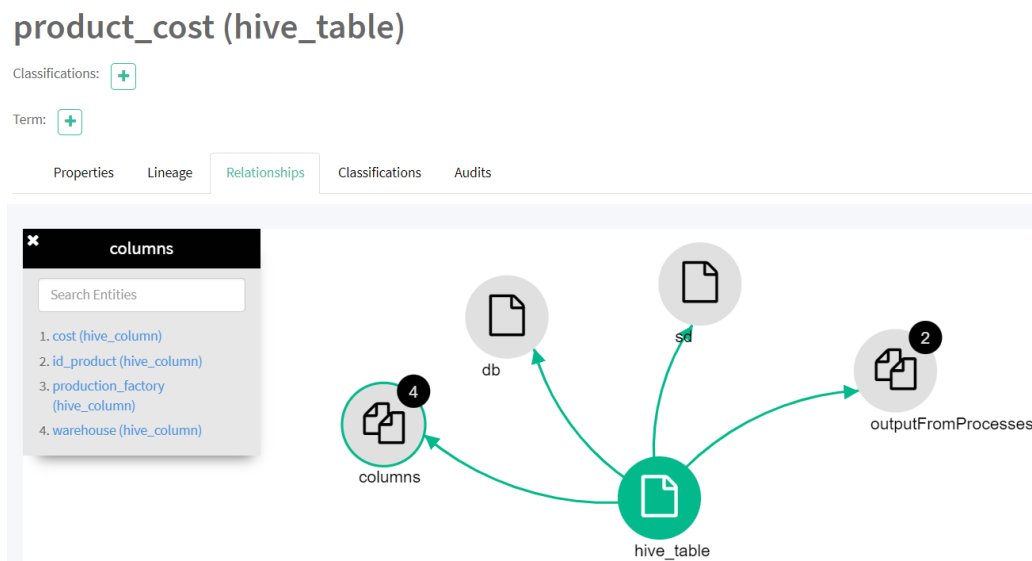 product_cost (hive_table)
Classifications: +
Term: +
Properties Lineage Relationships Classifications Audits
columns
Search Entities
1. cost (hive_column)
2. id_product (hive_column)
3. production_factory
(hive_column)
4. warehouse (hive_column)
sd
db
2
outputFromProcesses
4
columns
hive_table